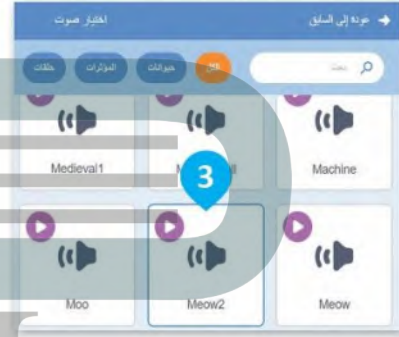 عودة إلى السابق اختيار صوت
بحث الكل حيوانات المؤثرات حلقات
Machine Medieval1
3
Meow Meow2 Moo